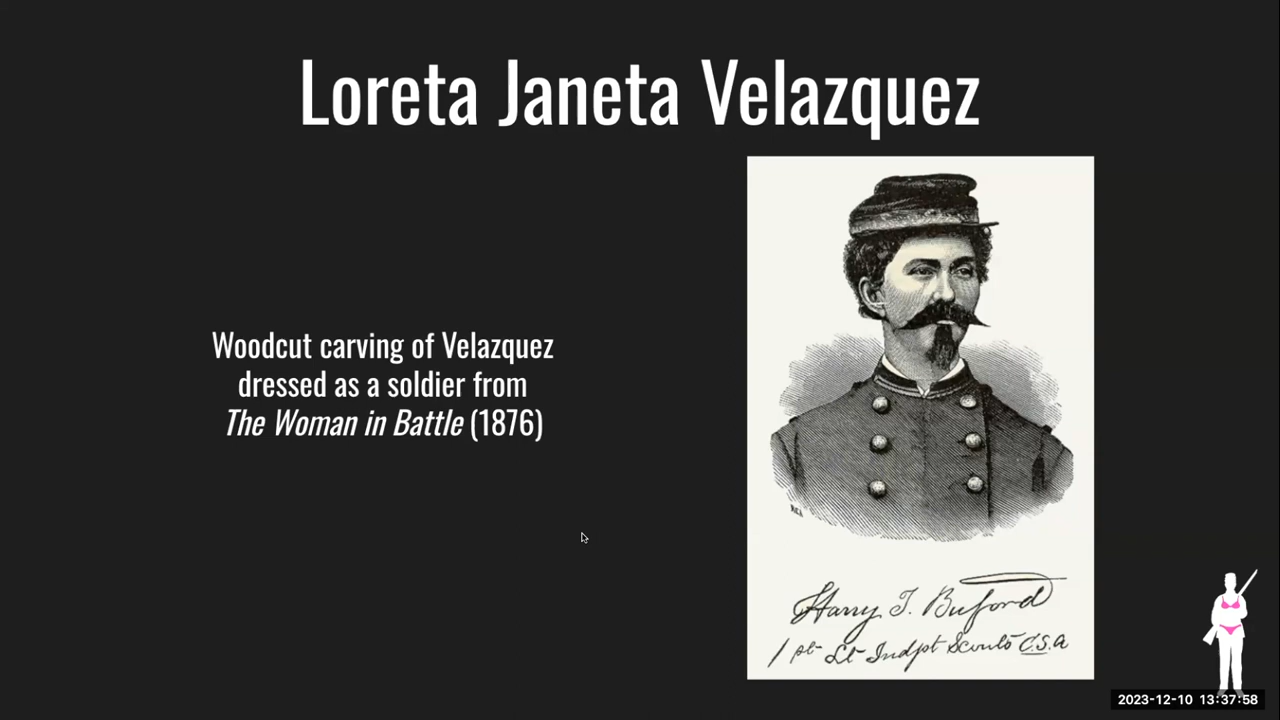 Loreta Janeta Velazquez
Woodcut carving of Velazquez
dressed as a soldier from
The Woman in Battle (1876)
Harry T. Buford
1st Lt Indpt Scouts C.S.A
2023-12-10 13:37:58